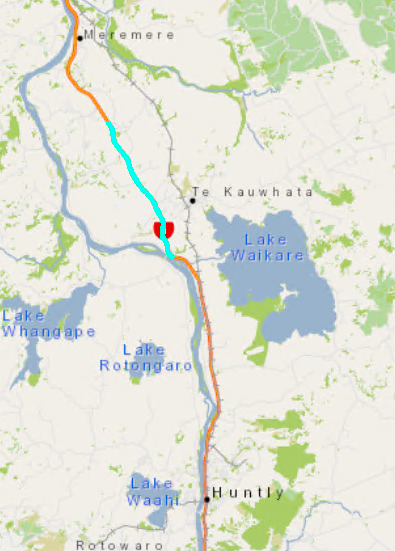 Meremere
Te Kauwhata
Lake
Waikare
Lake
Whangape
Lake
Rotongaro
Lake
Waahi
Huntly
Rotowaro